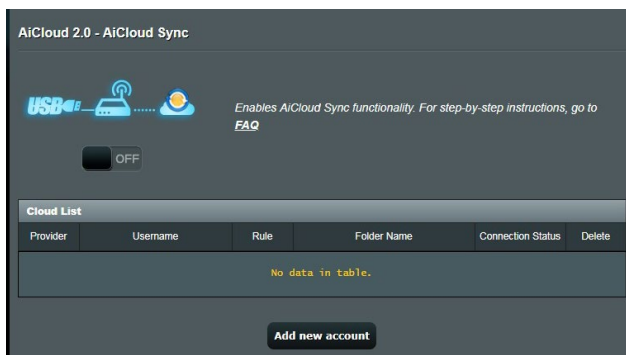 AiCloud 2.0 - AiCloud Sync
USB
Enables AiCloud Sync functionality. For step-by-step instructions, go to
FAQ
OFF
Cloud List
Provider Username Rule Folder Name Connection Status Delete
No data in table.
Add new account